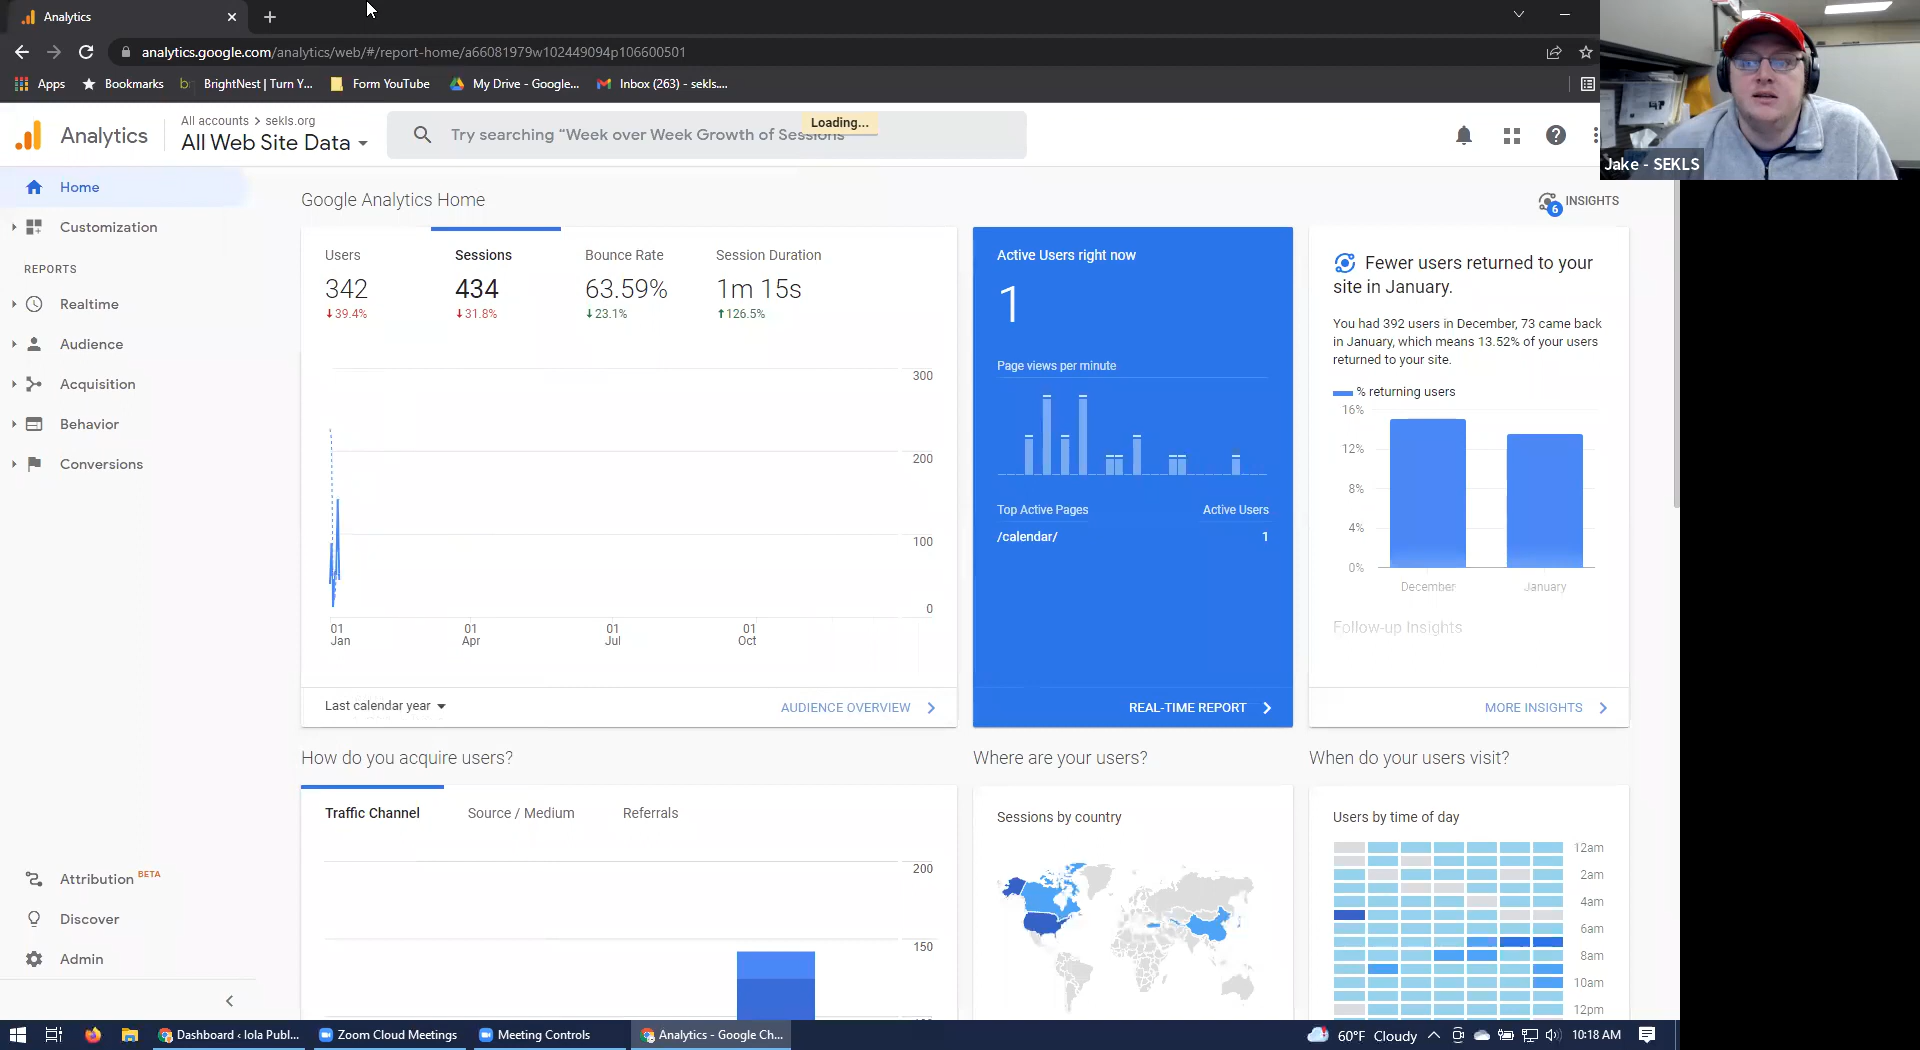 Analytics
analytics.google.com/analytics/web/#/report-home/a66081979w102449094p106600501
Apps
Bookmarks
BrightNest | Turn Y...
Form YouTube
My Drive - Google...
Inbox (263) - sekls....
Jake - SEKLS
Analytics
All accounts > sekls.org
All Web Site Data
Try searching “Week over Week Growth of Sessions”
Loading...
Home
Customization
REPORTS
Realtime
Audience
Acquisition
Behavior
Conversions
Attribution BETA
Discover
Admin
Google Analytics Home
6 INSIGHTS
Users
342
39.4%
Sessions
434
31.8%
Bounce Rate
63.59%
23.1%
Session Duration
1m 15s
126.5%
300
200
100
0
01 Jan
01 Apr
01 Jul
01 Oct
Last calendar year
AUDIENCE OVERVIEW
Active Users right now
1
Page views per minute
Top Active Pages
Active Users
/calendar/
1
REAL-TIME REPORT
Fewer users returned to your
site in January.
You had 392 users in December, 73 came back
in January, which means 13.52% of your users
returned to your site.
% returning users
16%
12%
8%
4%
0%
December
January
Follow-up Insights
MORE INSIGHTS
How do you acquire users?
Traffic Channel
Source / Medium
Referrals
200
150
Where are your users?
Sessions by country
When do your users visit?
Users by time of day
12am
2am
4am
6am
8am
10am
12pm
Dashboard ‹ Iola Publ...
Zoom Cloud Meetings
Meeting Controls
Analytics - Google Ch...
60°F Cloudy
10:18 AM